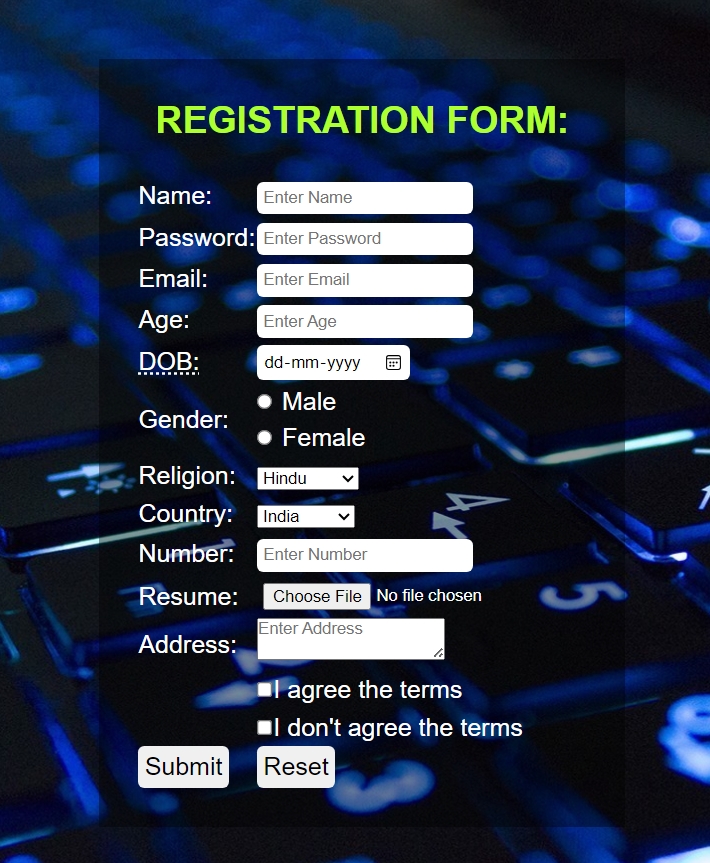 REGISTRATION FORM:
Name: Enter Name
Password: Enter Password
Email: Enter Email
Age: Enter Age
DOB: dd-mm-yyyy
Gender: Male
Female
Religion: Hindu
Country: India
Number: Enter Number
Resume: Choose File No file chosen
Address: Enter Address
I agree the terms
I don't agree the terms
Submit Reset
4
5